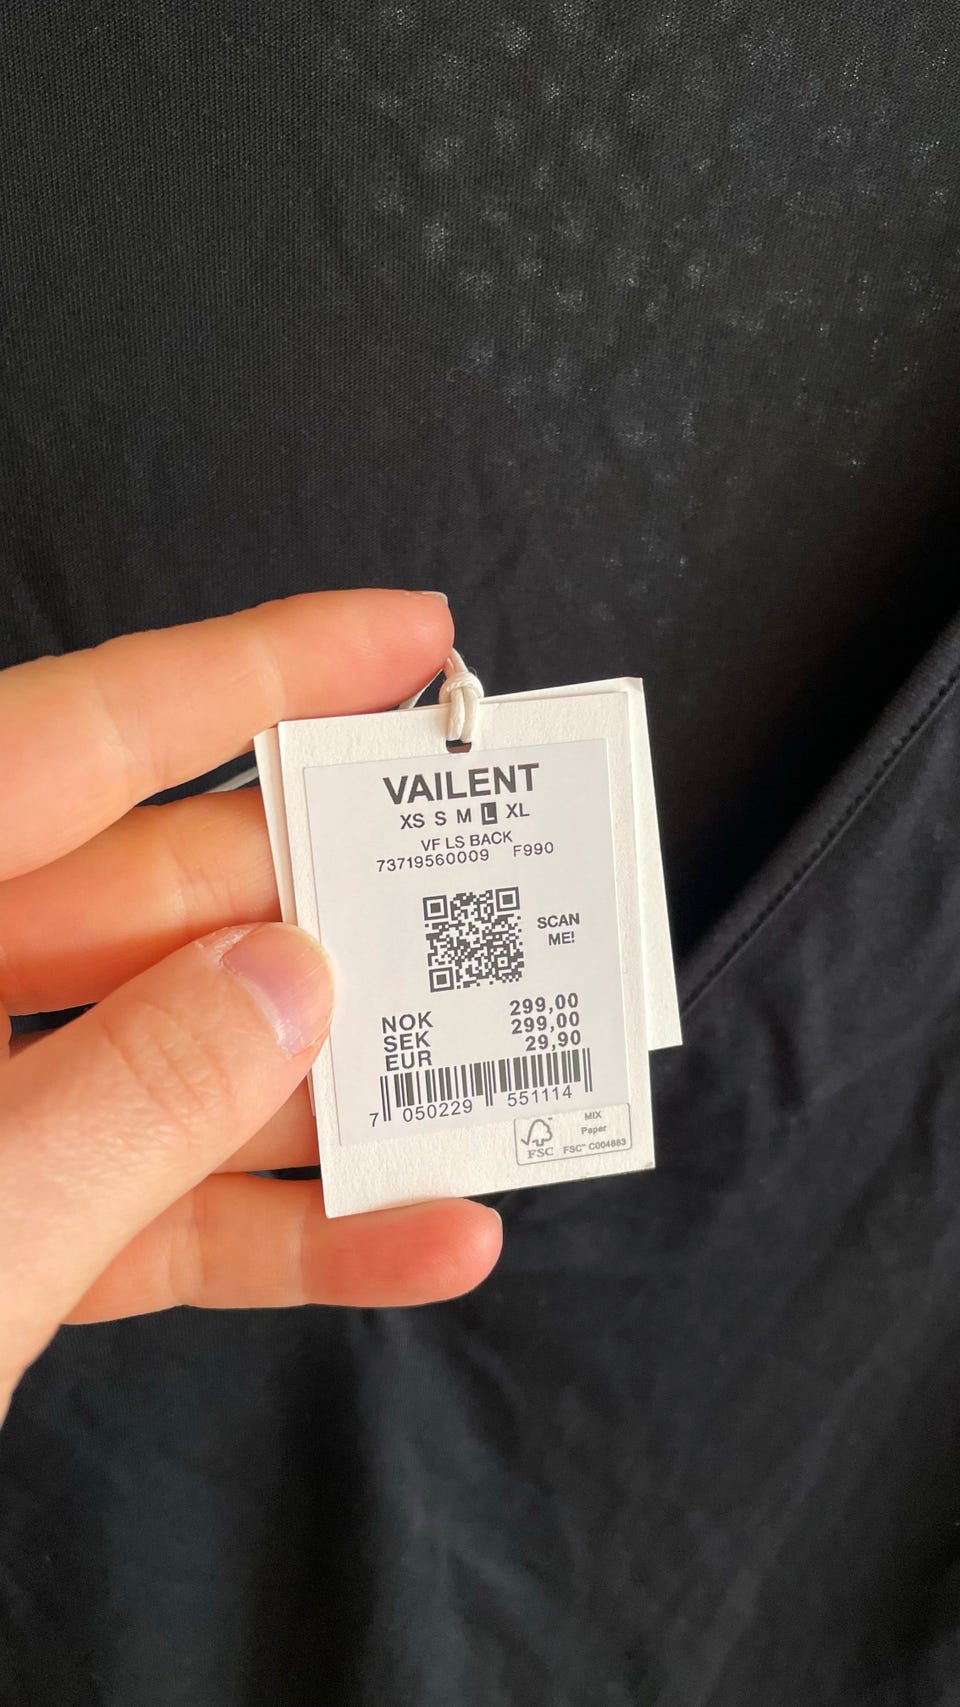 VAILENT
XS S M L XL
VF LS BACK
73719560009 F990
SCAN
ME!
NOK 299,00
SEK 299,00
EUR 29,90
7 050229 551114
FSC™
MIX
Paper
FSC™ C004883